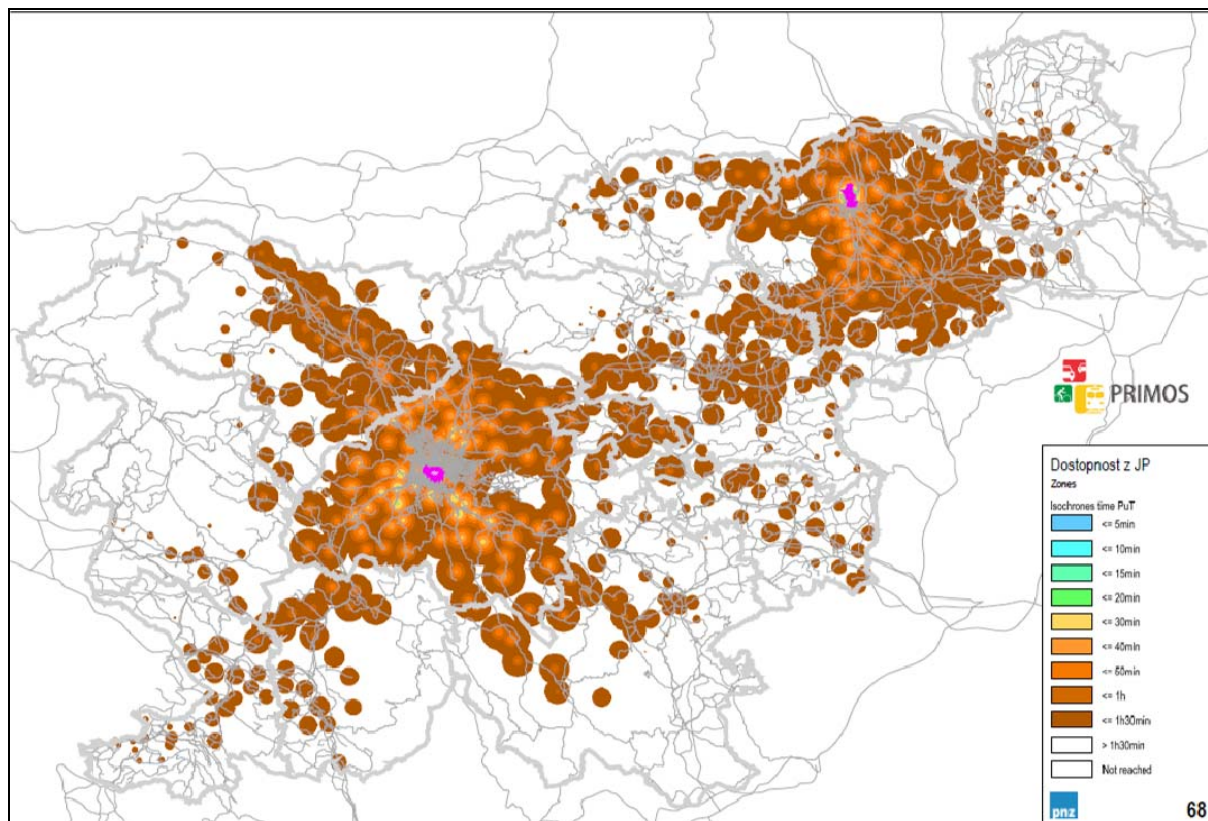 PRIMOS
Dostopnost z JP
Zones
Isochrones time PuT
<= 5min
<= 10min
<= 15min
<= 20min
<= 30min
<= 40min
<= 50min
<= 1h
<= 1h30min
> 1h30min
Not reached
pnz
68